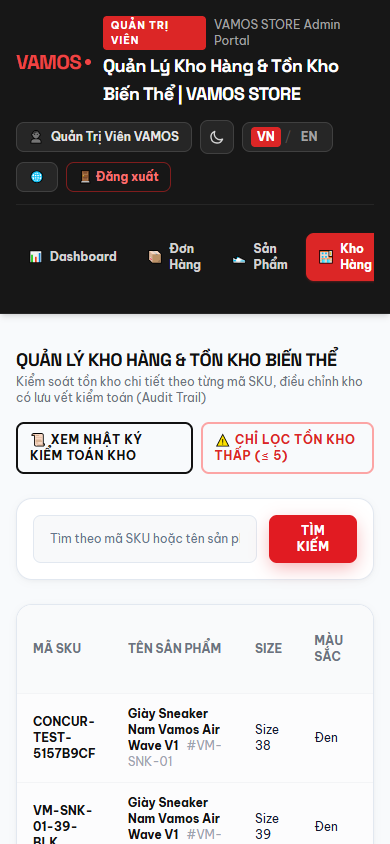 VAMOS
QUẢN TRỊ
VIÊN
VAMOS STORE Admin
Portal
Quản Lý Kho Hàng & Tồn Kho
Biến Thể | VAMOS STORE
Quản Trị Viên VAMOS
VN / EN
Đăng xuất
Dashboard
Đơn
Hàng
Sản
Phẩm
Kho
Hàng
QUẢN LÝ KHO HÀNG & TỒN KHO BIẾN THỂ
Kiểm soát tồn kho chi tiết theo từng mã SKU, điều chỉnh kho
có lưu vết kiểm toán (Audit Trail)
XEM NHẬT KÝ
KIỂM TOÁN KHO
CHỈ LỌC TỒN KHO
THẤP (≤ 5)
Tìm theo mã SKU hoặc tên sản p
TÌM
KIẾM
MÃ SKU
TÊN SẢN PHẨM
SIZE
MÀU
SẮC
CONCUR-
TEST-
5157B9CF
Giày Sneaker
Nam Vamos Air
Wave V1 #VM-
SNK-01
Size
38
Đen
VM-SNK-
01-39-
BLK
Giày Sneaker
Nam Vamos Air
Wave V1 #VM-
Size
39
Đen